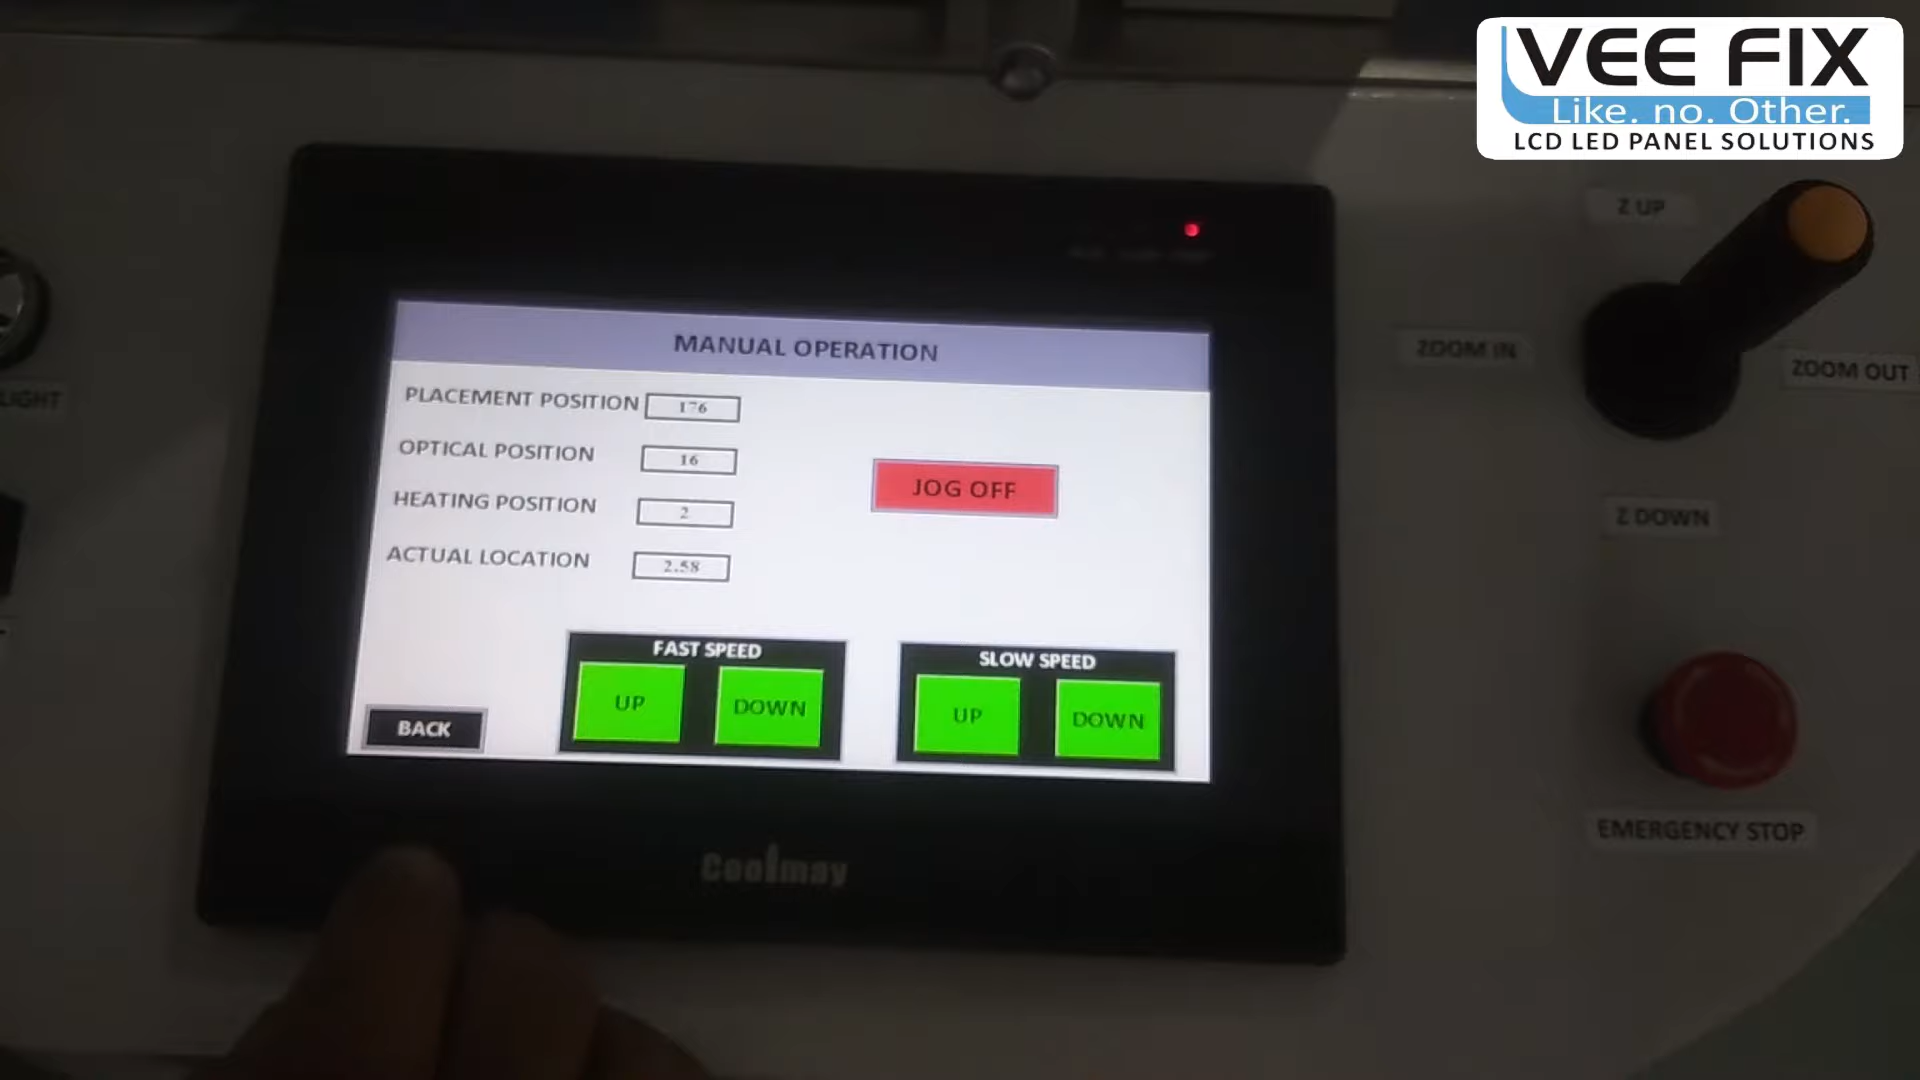 VEE FIX
Like. no. Other.
LCD LED PANEL SOLUTIONS
Z UP
ZOOM IN
ZOOM OUT
Z DOWN
EMERGENCY STOP
LIGHT
MANUAL OPERATION
PLACEMENT POSITION 176
OPTICAL POSITION 16
HEATING POSITION 2
ACTUAL LOCATION 2.58
JOG OFF
FAST SPEED
UP DOWN
SLOW SPEED
UP DOWN
BACK
Coolmay